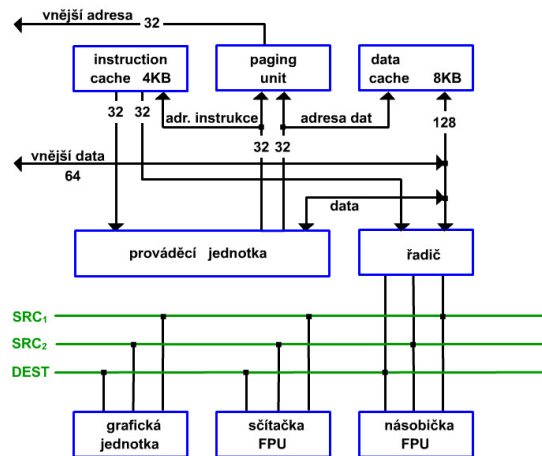 vnější adresa
32
instruction
cache 4KB
paging
unit
data
cache 8KB
32
32
adr. instrukce
adresa dat
128
32
32
vnější data
64
data
prováděcí jednotka
řadič
SRC₁
SRC₂
DEST
grafická
jednotka
sčítačka
FPU
násobička
FPU